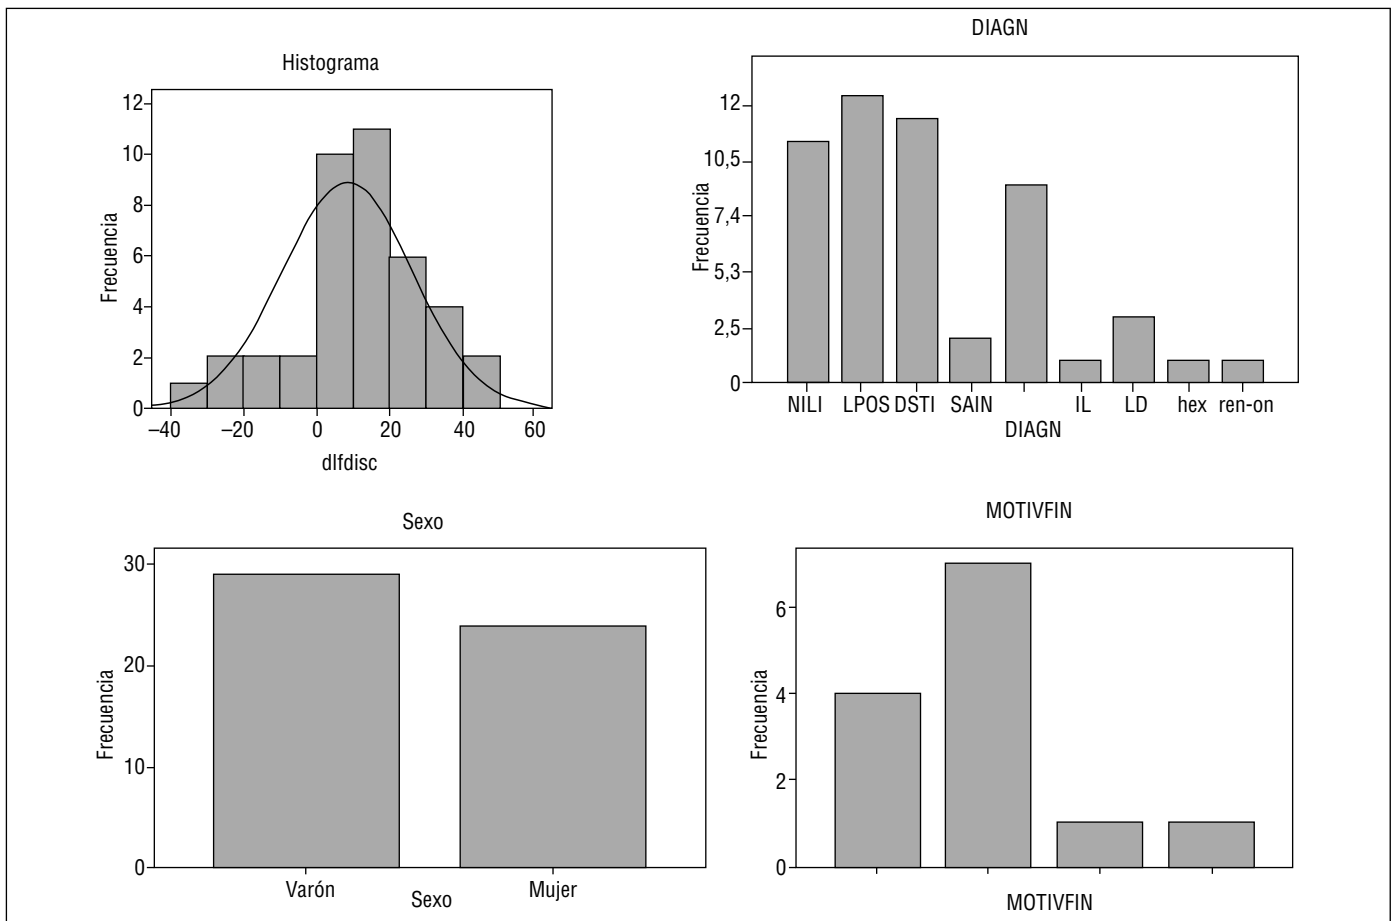 Histograma
Frecuencia
12
10
8
6
4
2
0
–40 –20 0 20 40 60
dIfdisc
DIAGN
Frecuencia
12
10,5
7,4
5,3
2,5
0
NILI LPOS DSTI SAIN IL LD hex ren-on
DIAGN
Sexo
Frecuencia
30
20
10
0
Varón Mujer
Sexo
MOTIVFIN
Frecuencia
6
4
2
0
MOTIVFIN